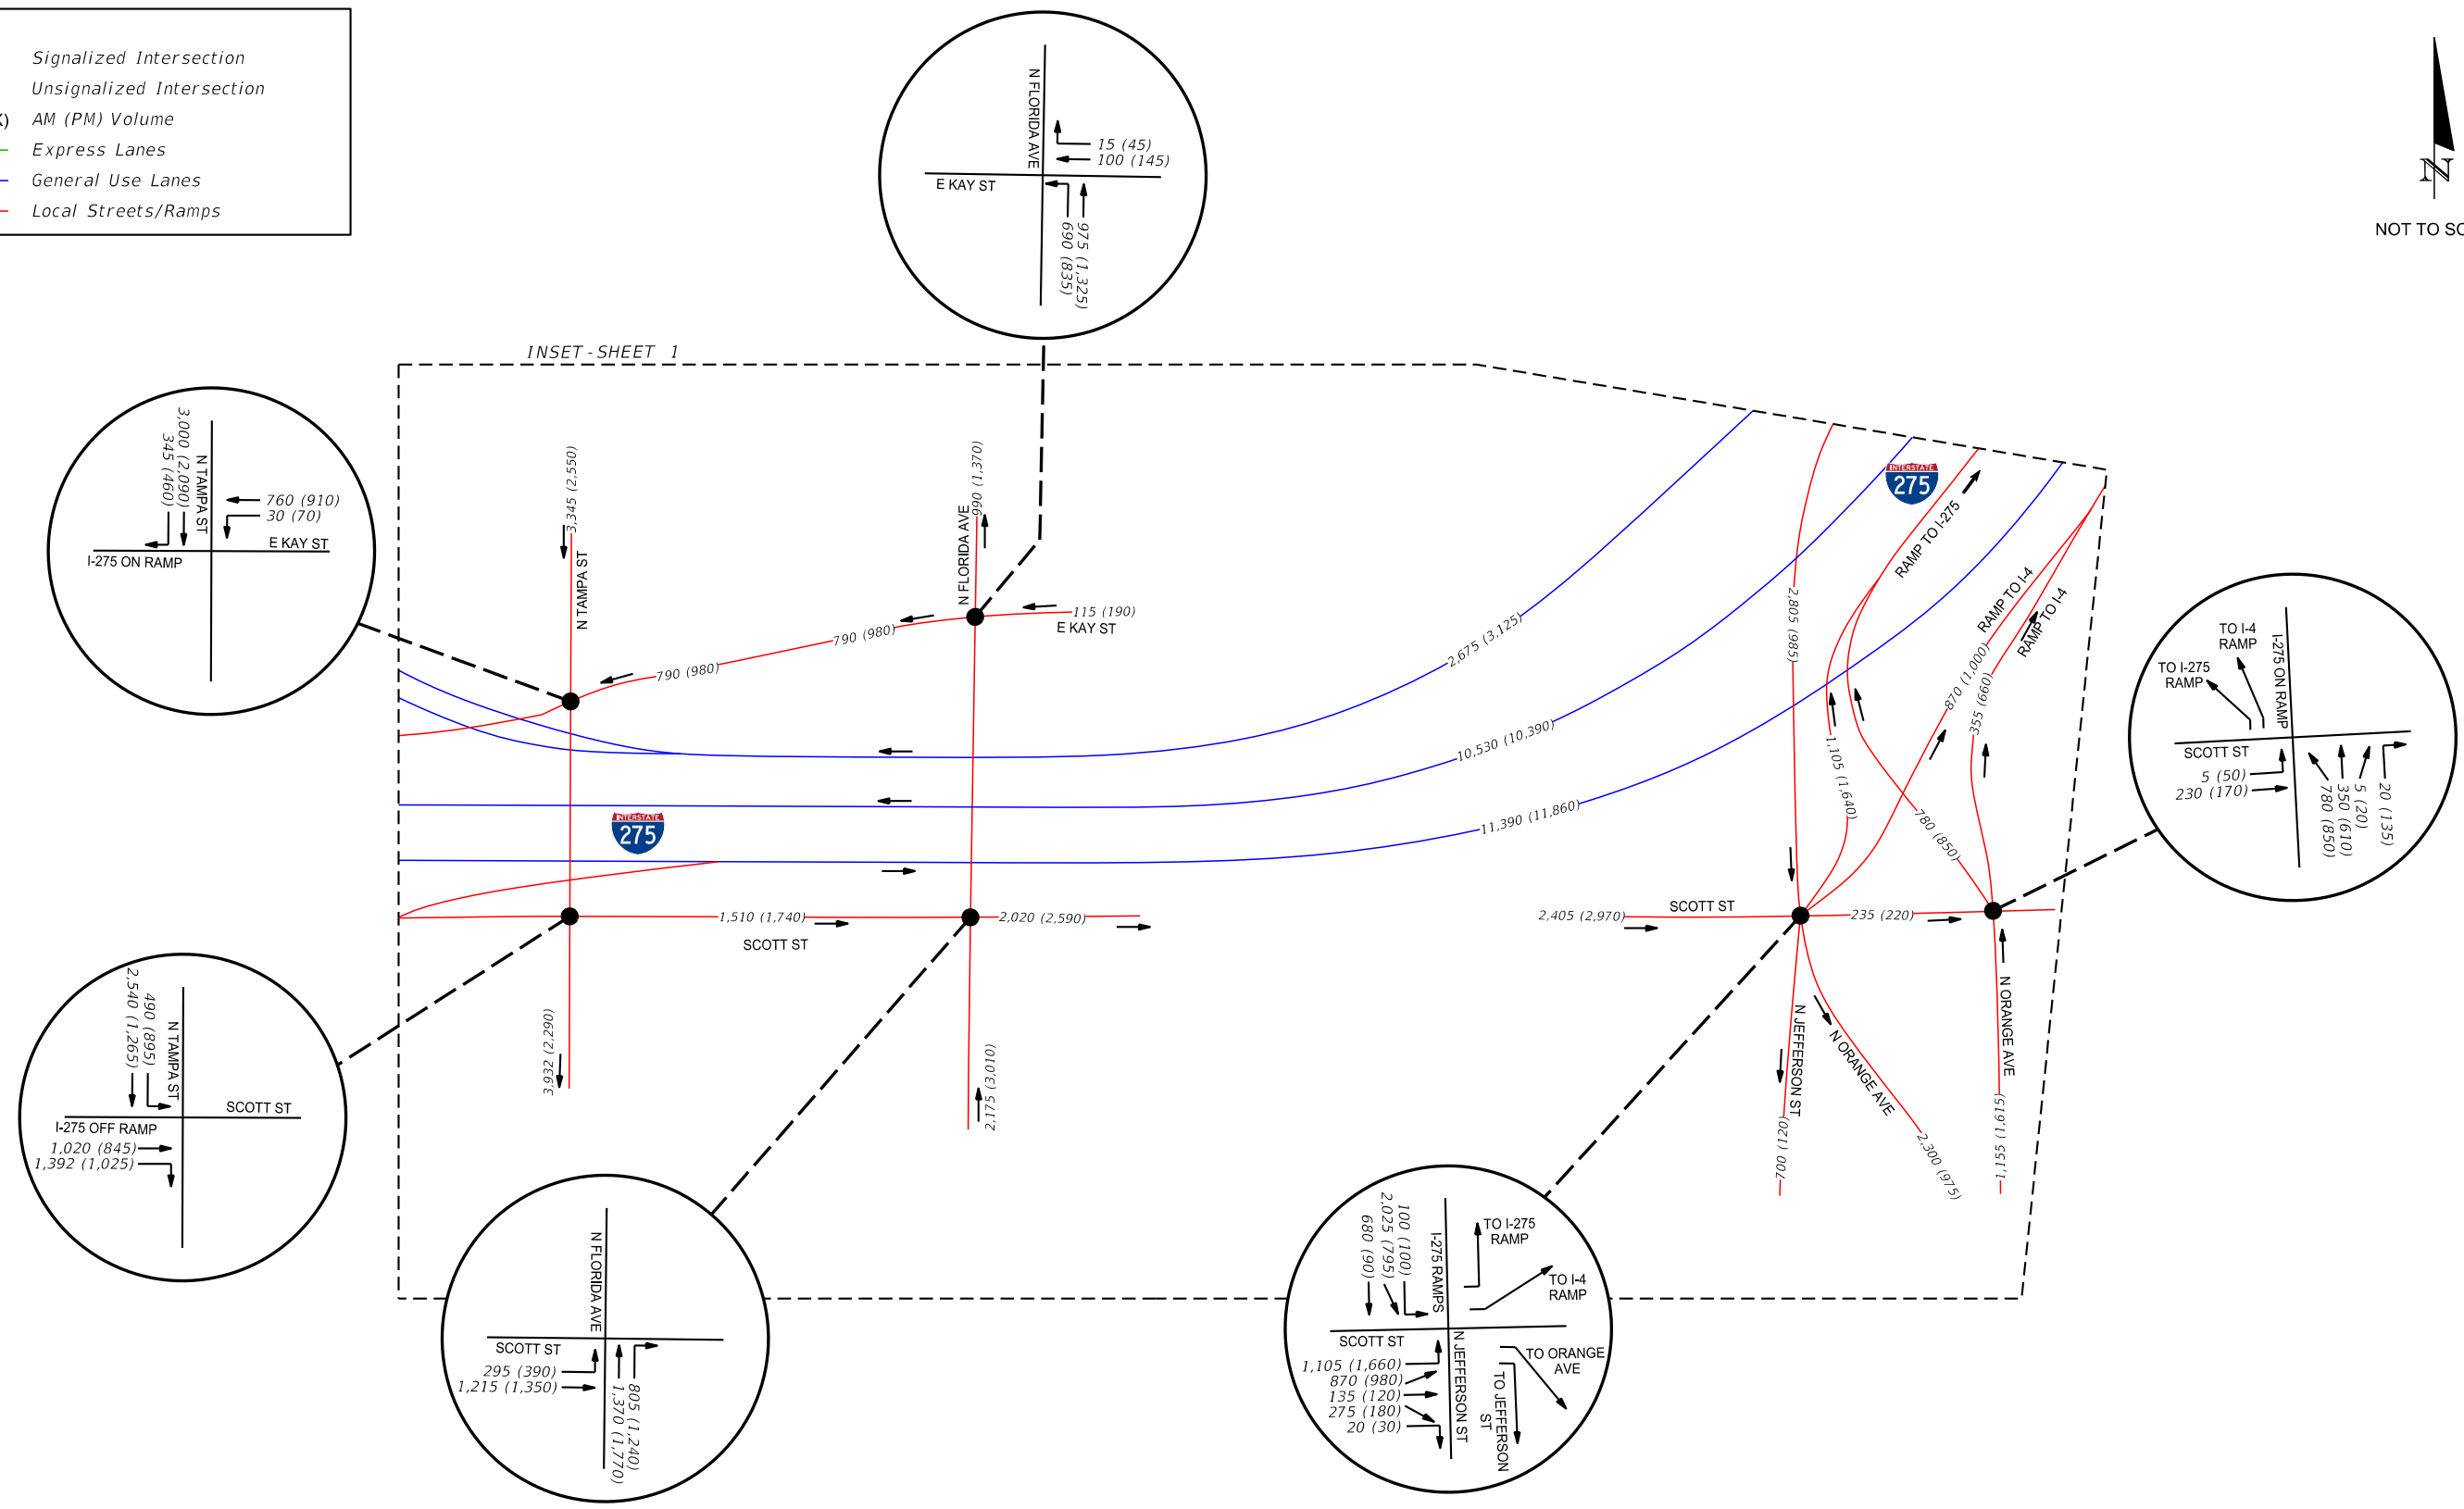 Signalized Intersection
Unsignalized Intersection
X) AM (PM) Volume
Express Lanes
General Use Lanes
Local Streets/Ramps
N FLORIDA AVE
15 (45)
100 (145)
E KAY ST
975 (1,325)
690 (835)
N
NOT TO SC
INSET-SHEET 1
3,000 (2,090)
345 (460)
N TAMPA ST
760 (910)
30 (70)
E KAY ST
I-275 ON RAMP
3,345 (2,550)
N TAMPA ST
990 (1,370)
N FLORIDA AVE
115 (190)
E KAY ST
790 (980)
790 (980)
2,675 (3,125)
10,530 (10,390)
11,390 (11,860)
INTERSTATE
275
INTERSTATE
275
2,805 (985)
RAMP TO I-275
RAMP TO I-4
RAMP TO I-4
870 (1,000)
355 (660)
1,105 (1,640)
780 (850)
TO I-4
RAMP
TO I-275
RAMP
I-275 ON RAMP
SCOTT ST
5 (50)
230 (170)
780 (850)
350 (610)
5 (20)
20 (135)
1,510 (1,740)
SCOTT ST
2,020 (2,590)
2,405 (2,970)
SCOTT ST
235 (220)
3,932 (2,290)
2,175 (3,010)
N JEFFERSON ST
N ORANGE AVE
N ORANGE AVE
700 (120)
2,300 (975)
1,155 (1,615)
2,540 (1,265)
490 (895)
N TAMPA ST
SCOTT ST
I-275 OFF RAMP
1,020 (845)
1,392 (1,025)
N FLORIDA AVE
SCOTT ST
295 (390)
1,215 (1,350)
1,370 (1,770)
805 (1,240)
680 (90)
2,025 (795)
100 (100)
I-275 RAMPS
TO I-275
RAMP
TO I-4
RAMP
SCOTT ST
1,105 (1,660)
870 (980)
135 (120)
275 (180)
20 (30)
N JEFFERSON ST
TO ORANGE
AVE
TO JEFFERSON
ST